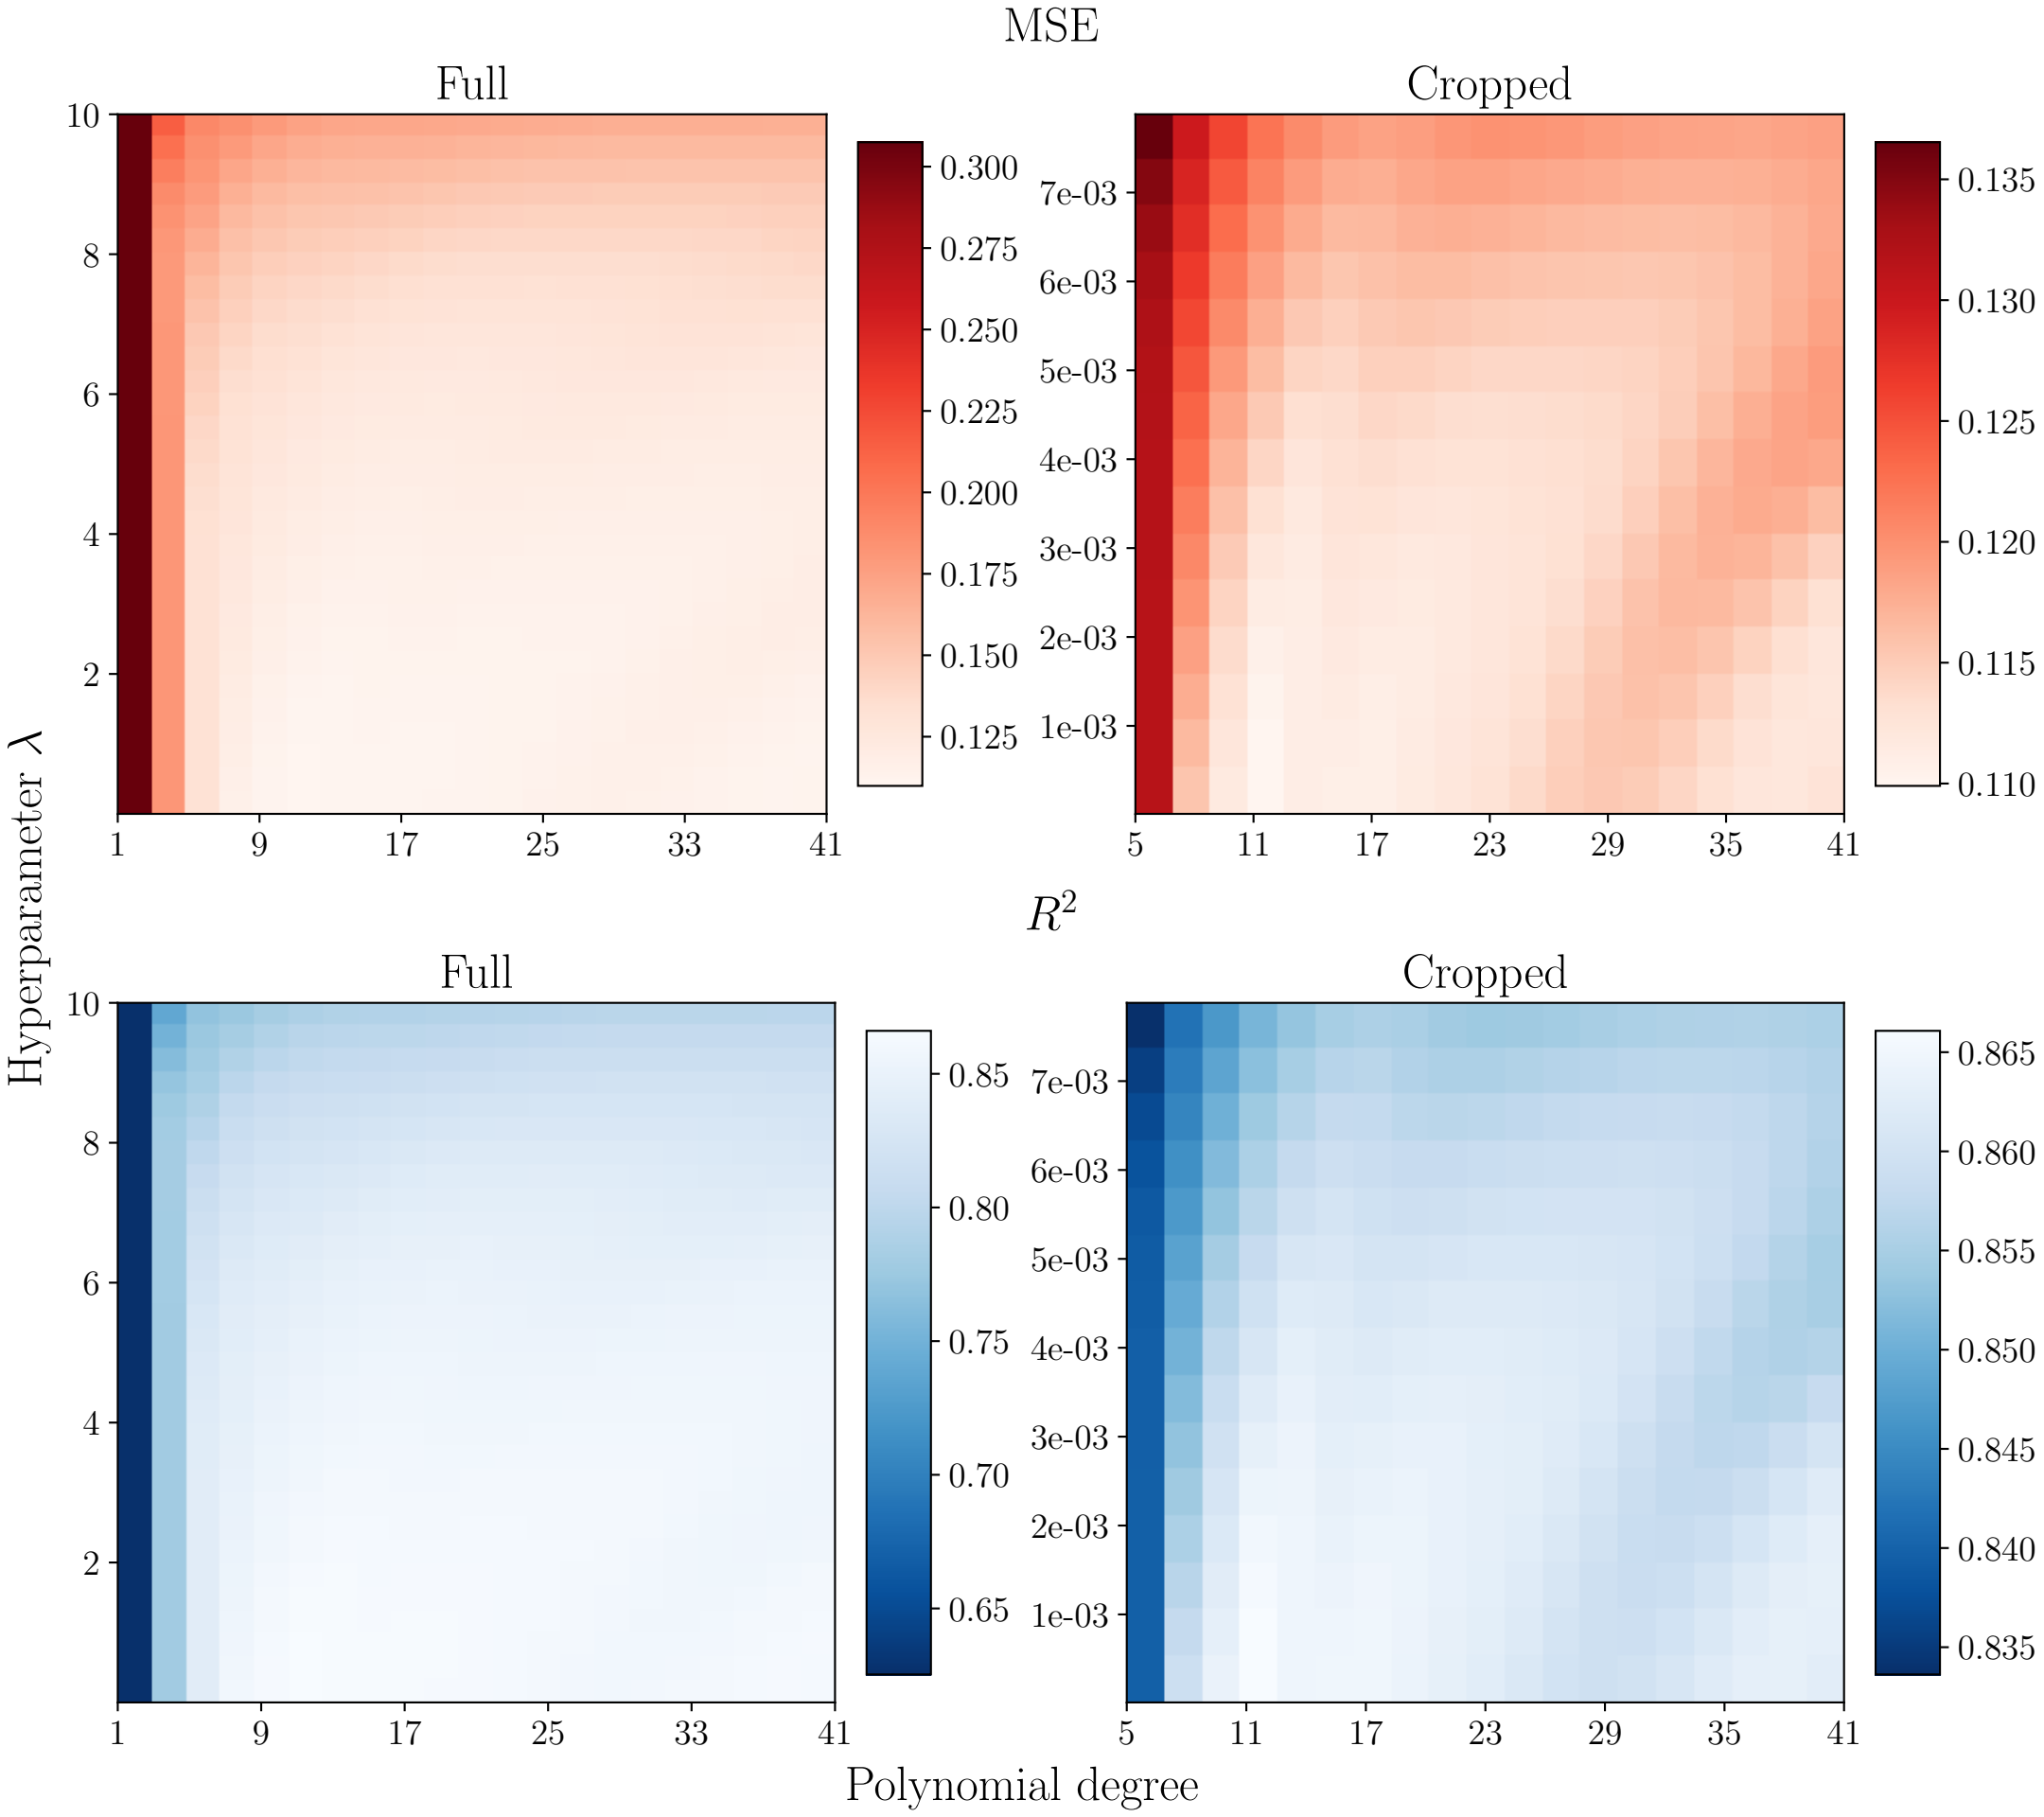 MSE
Full
Cropped
10
8
6
4
2
1 9 17 25 33 41
0.300
0.275
0.250
0.225
0.200
0.175
0.150
0.125
7e-03
6e-03
5e-03
4e-03
3e-03
2e-03
1e-03
5 11 17 23 29 35 41
0.135
0.130
0.125
0.120
0.115
0.110
Hyperparameter λ
R²
Full
Cropped
10
8
6
4
2
1 9 17 25 33 41
0.85
0.80
0.75
0.70
0.65
7e-03
6e-03
5e-03
4e-03
3e-03
2e-03
1e-03
5 11 17 23 29 35 41
0.865
0.860
0.855
0.850
0.845
0.840
0.835
Polynomial degree